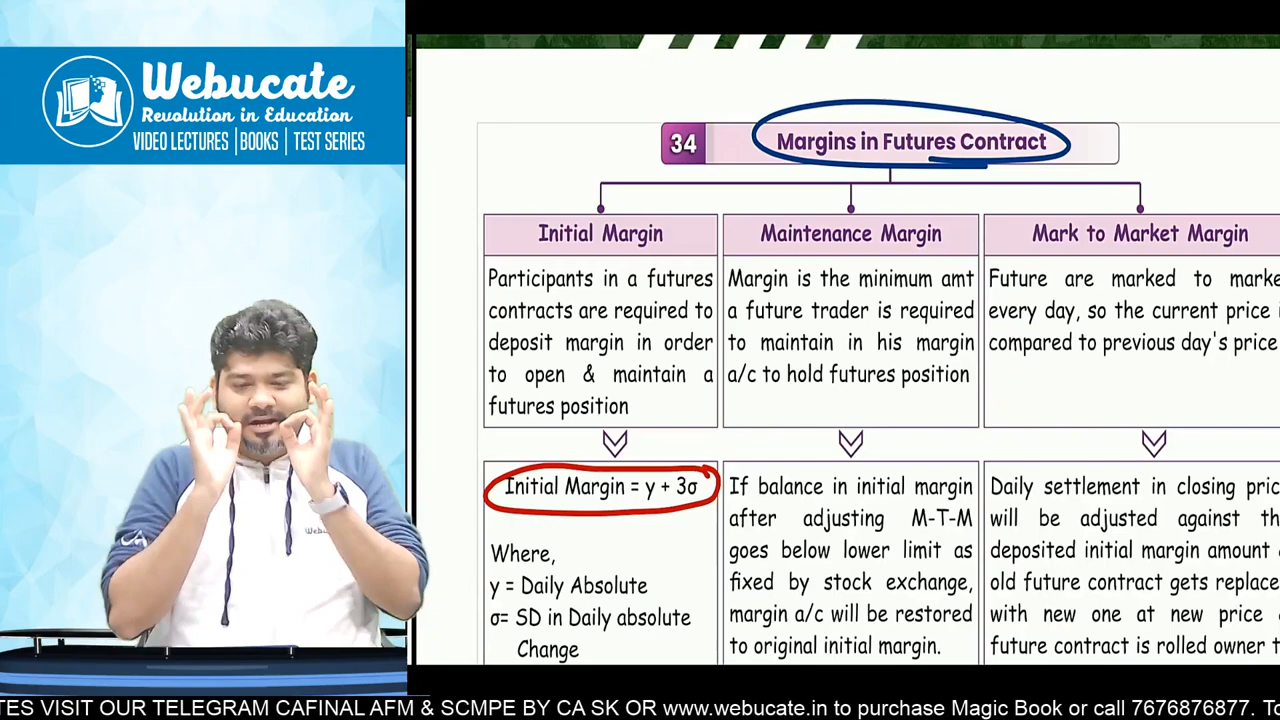 Webucate
Revolution in Education
VIDEO LECTURES | BOOKS | TEST SERIES
34 Margins in Futures Contract
Initial Margin
Participants in a futures
contracts are required to
deposit margin in order
to open & maintain a
futures position
Initial Margin = y + 3σ
Where,
y = Daily Absolute
σ= SD in Daily absolute
Change
Maintenance Margin
Margin is the minimum amt
a future trader is required
to maintain in his margin
a/c to hold futures position
If balance in initial margin
after adjusting M-T-M
goes below lower limit as
fixed by stock exchange,
margin a/c will be restored
to original initial margin.
Mark to Market Margin
Future are marked to marke
every day, so the current price i
compared to previous day's price
Daily settlement in closing pric
will be adjusted against th
deposited initial margin amount
old future contract gets replace
with new one at new price
future contract is rolled owner t
CA
Webu
TES VISIT OUR TELEGRAM CAFINAL AFM & SCMPE BY CA SK OR www.webucate.in to purchase Magic Book or call 7676876877. To